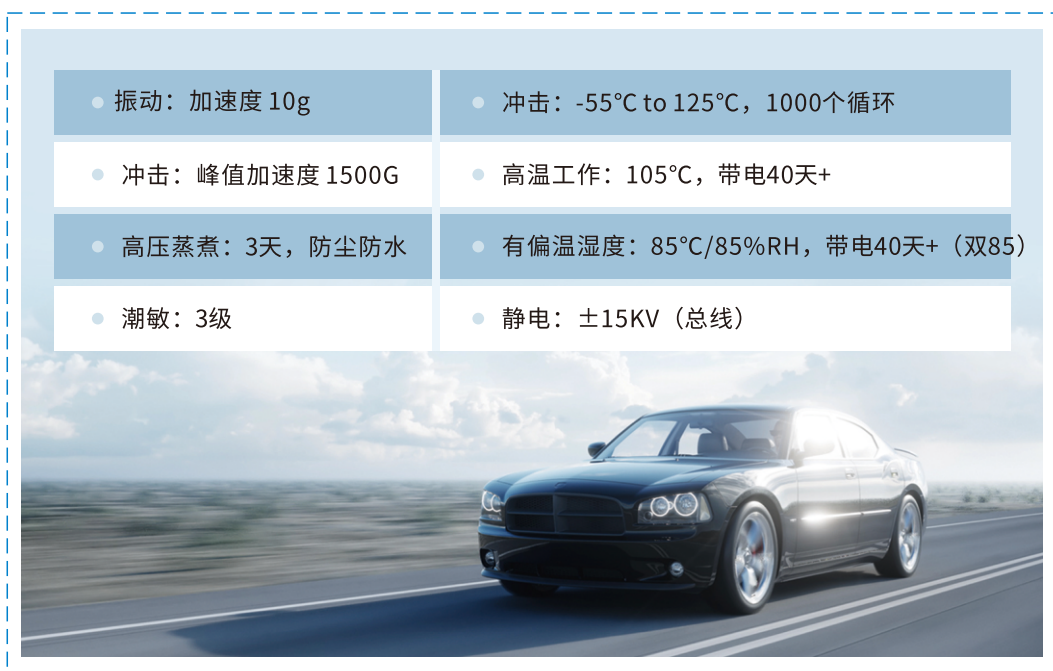 振动：加速度 10g
冲击：-55℃ to 125℃，1000个循环
冲击：峰值加速度 1500G
高温工作：105℃，带电40天+
高压蒸煮：3天，防尘防水
有偏温湿度：85℃/85%RH，带电40天+（双85）
潮敏：3级
静电：±15KV（总线）